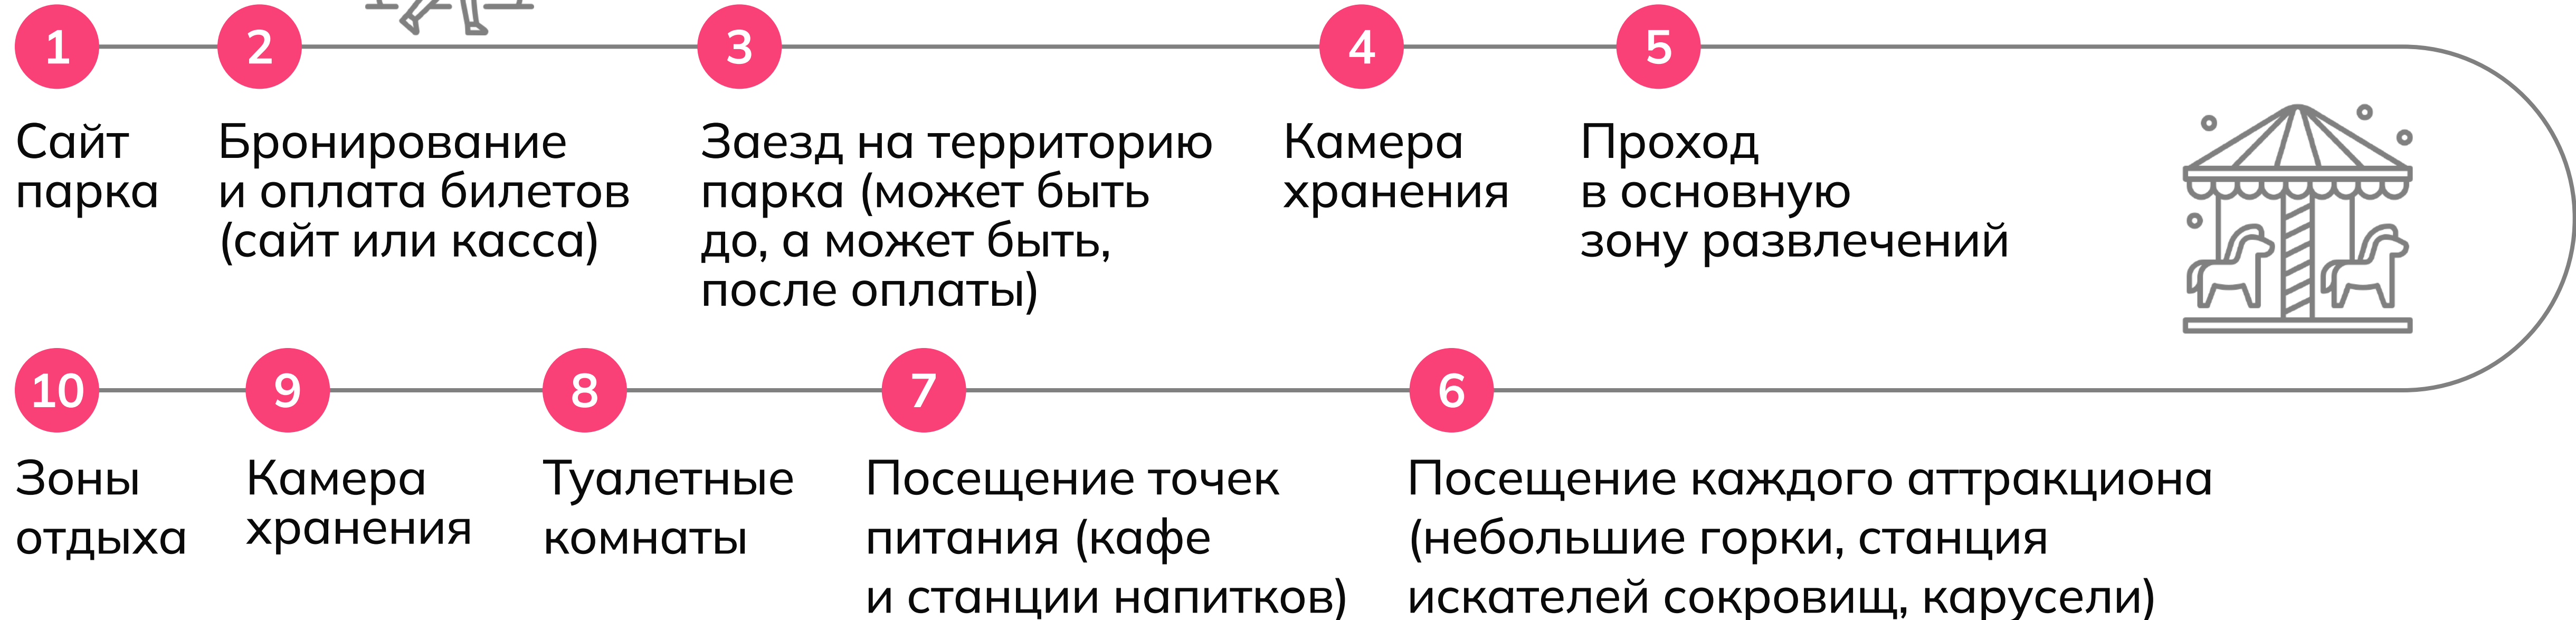 1
Сайт
парка
2
Бронирование
и оплата билетов
(сайт или касса)
3
Заезд на территорию
парка (может быть
до, а может быть,
после оплаты)
4
Камера
хранения
5
Проход
в основную
зону развлечений
6
Посещение каждого аттракциона
(небольшие горки, станция
искателей сокровищ, карусели)
7
Посещение точек
питания (кафе
и станции напитков)
8
Туалетные
комнаты
9
Камера
хранения
10
Зоны
отдыха